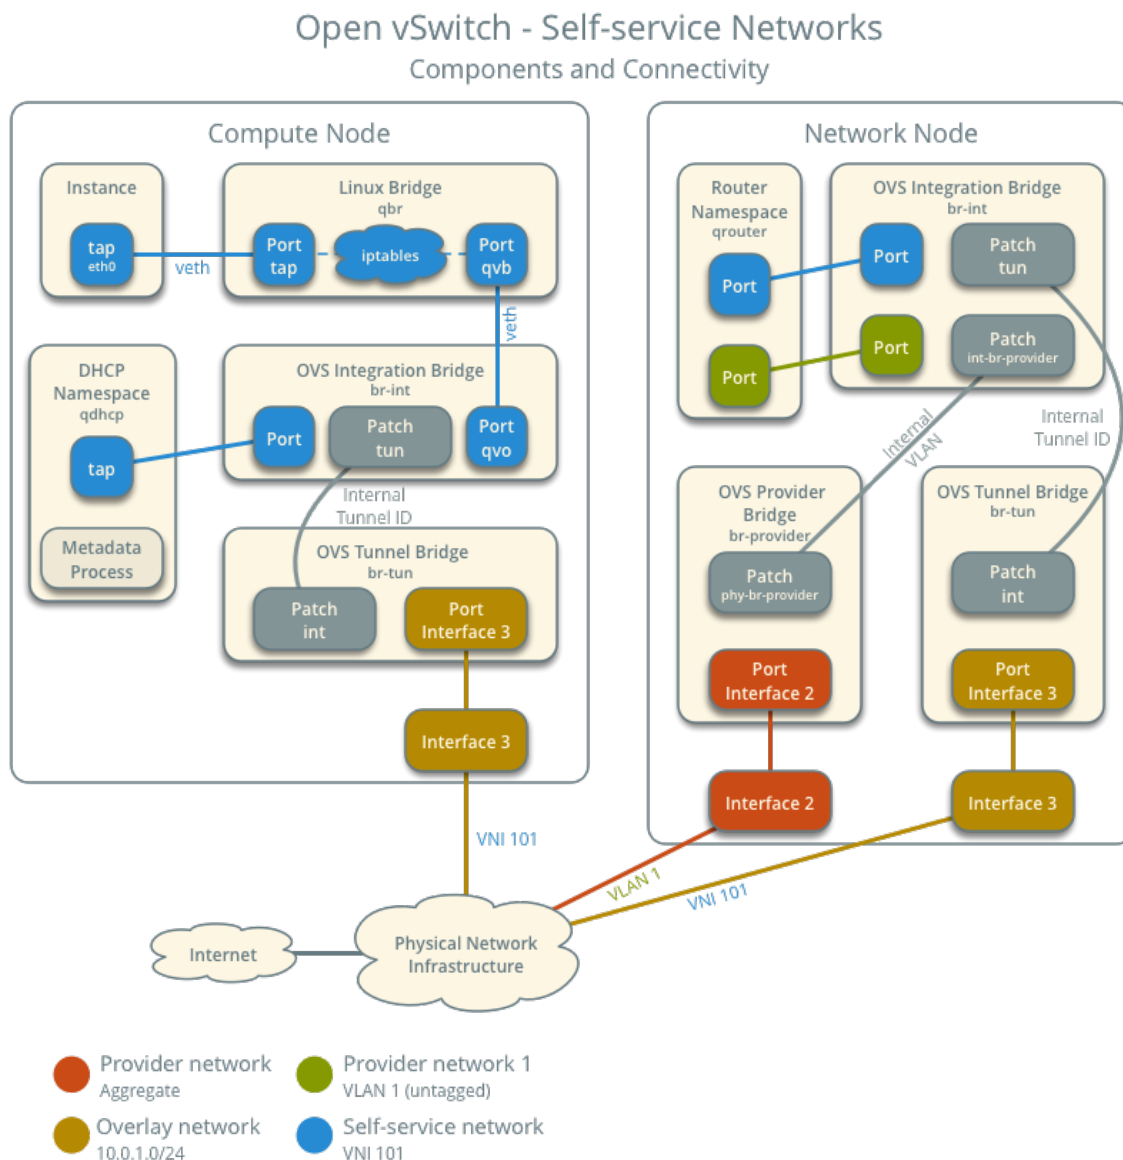 Open vSwitch - Self-service Networks
Components and Connectivity
Compute Node
Instance
tap
eth0
veth
Linux Bridge
qbr
Port
tap
iptables
Port
qvb
veth
DHCP
Namespace
qdhcp
tap
Metadata
Process
OVS Integration Bridge
br-int
Port
Patch
tun
Port
qvo
Internal
Tunnel ID
OVS Tunnel Bridge
br-tun
Patch
int
Port
Interface 3
Interface 3
VNI 101
Network Node
Router
Namespace
qrouter
Port
Port
OVS Integration Bridge
br-int
Port
Patch
tun
Port
Patch
int-br-provider
Internal
VLAN
Internal
Tunnel ID
OVS Provider
Bridge
br-provider
Patch
phy-br-provider
Port
Interface 2
OVS Tunnel Bridge
br-tun
Patch
int
Port
Interface 3
Interface 2
Interface 3
VLAN 1
VNI 101
Internet
Physical Network
Infrastructure
Provider network
Aggregate
Provider network 1
VLAN 1 (untagged)
Overlay network
10.0.1.0/24
Self-service network
VNI 101